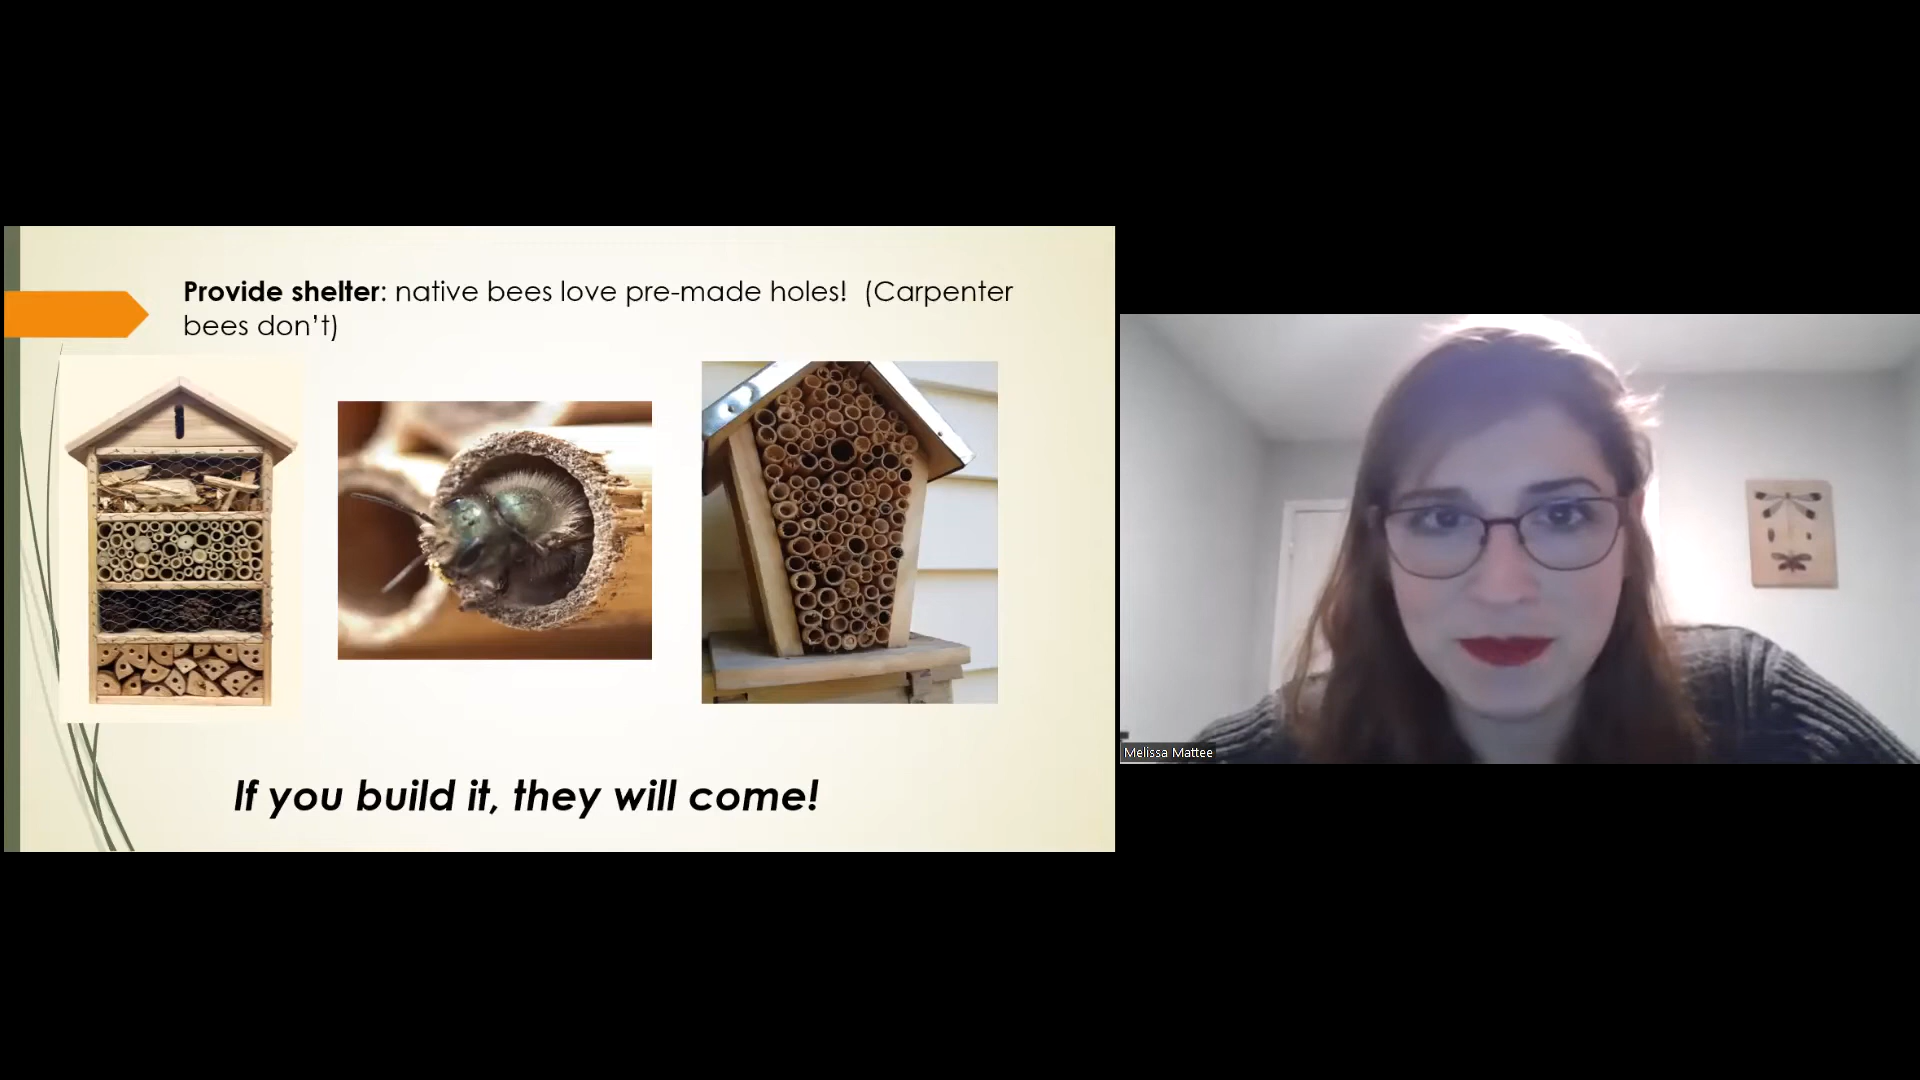 Provide shelter: native bees love pre-made holes!  (Carpenter
bees don’t)
If you build it, they will come!
Melissa Mattee